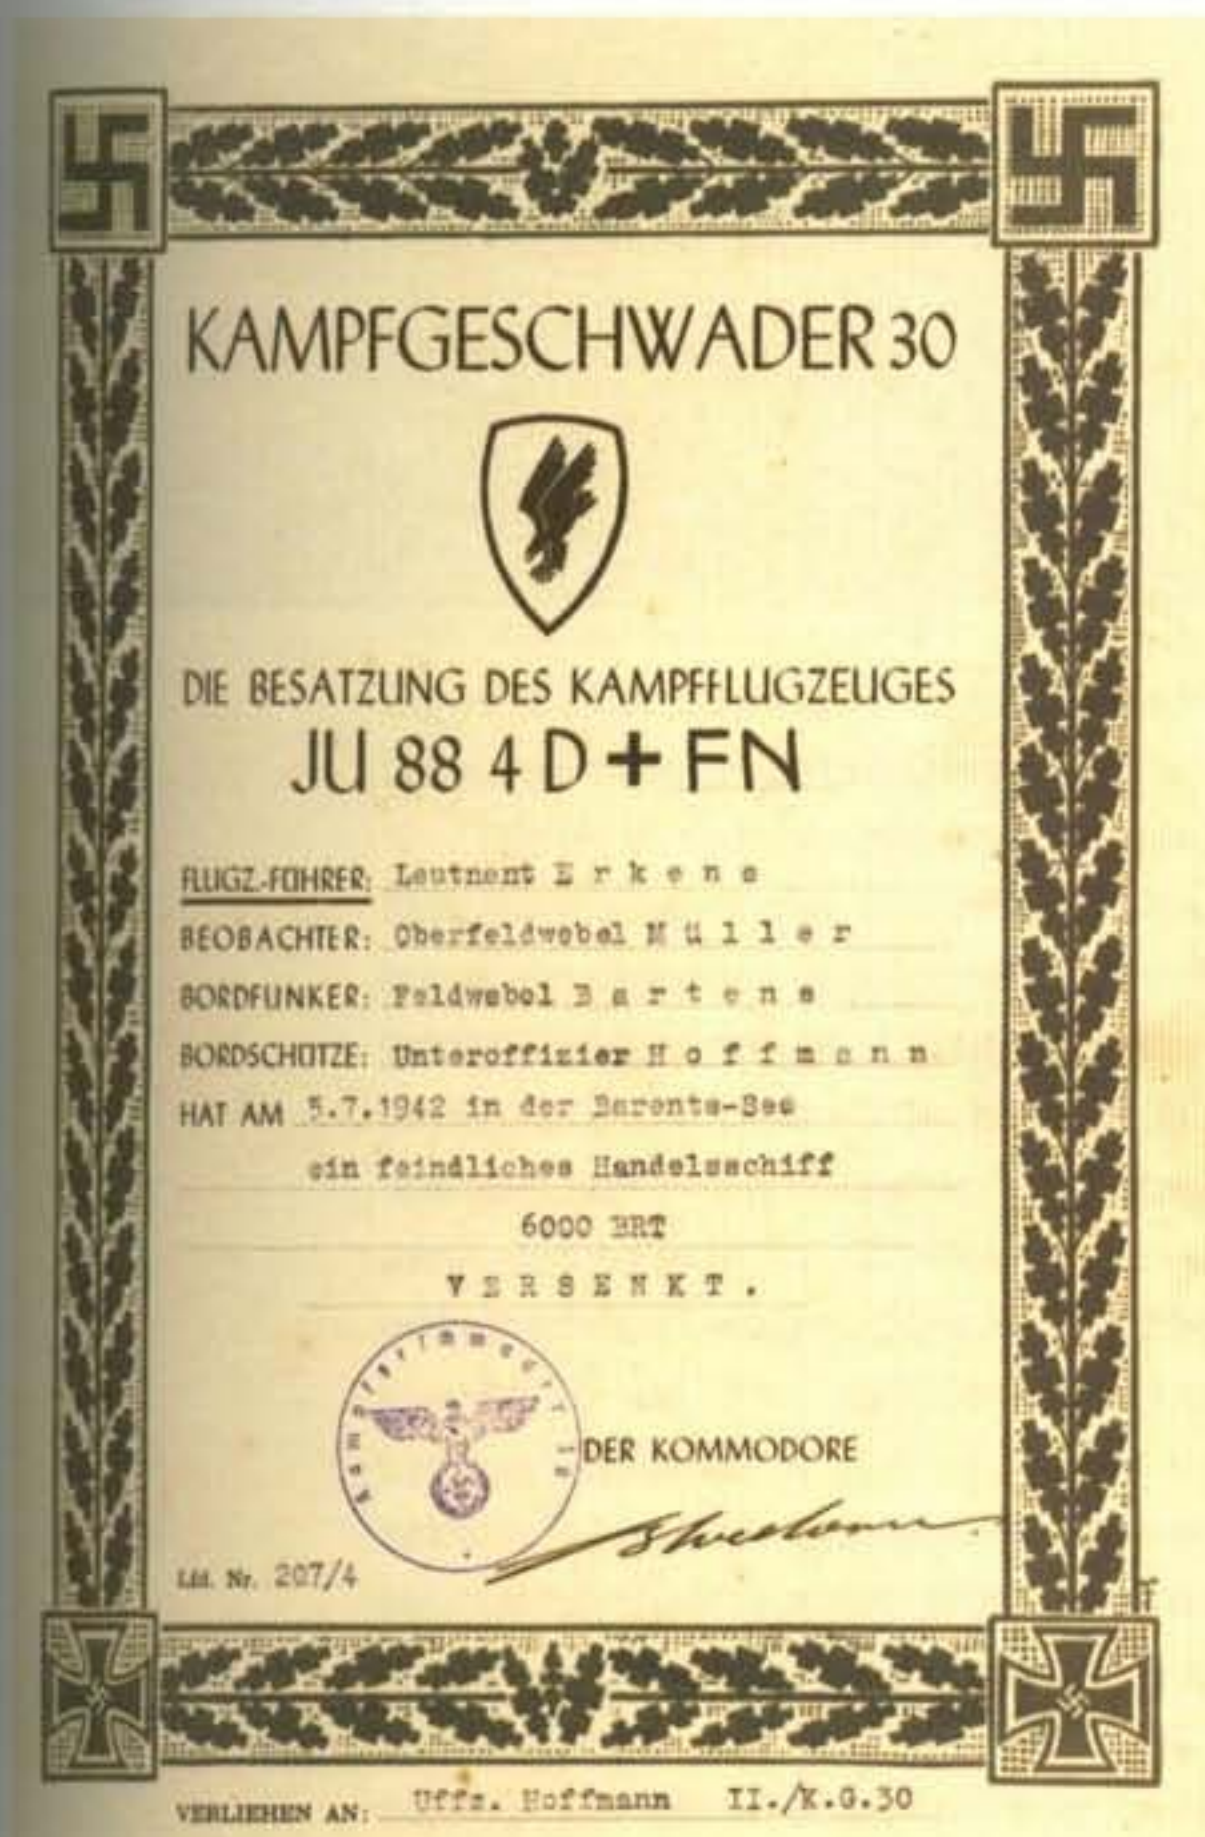 KAMPFGESCHWADER 30
DIE BESATZUNG DES KAMPFFLUGZEUGES
JU 88 4 D + FN
FLUGZ.-FÜHRER: Leutnant E r k e n s
BEOBACHTER: Oberfeldwebel M ü l l e r
BORDFUNKER: Feldwebel B a r t e n s
BORDSCHÜTZE: Unteroffizier H o f f m a n n
HAT AM 5.7.1942 in der Barents-See
ein feindliches Handelsschiff
6000 BRT
V E R S E N K T .
DER KOMMODORE
Lfd. Nr. 207/4
VERLIEHEN AN: Uffz. Hoffmann II./K.G.30